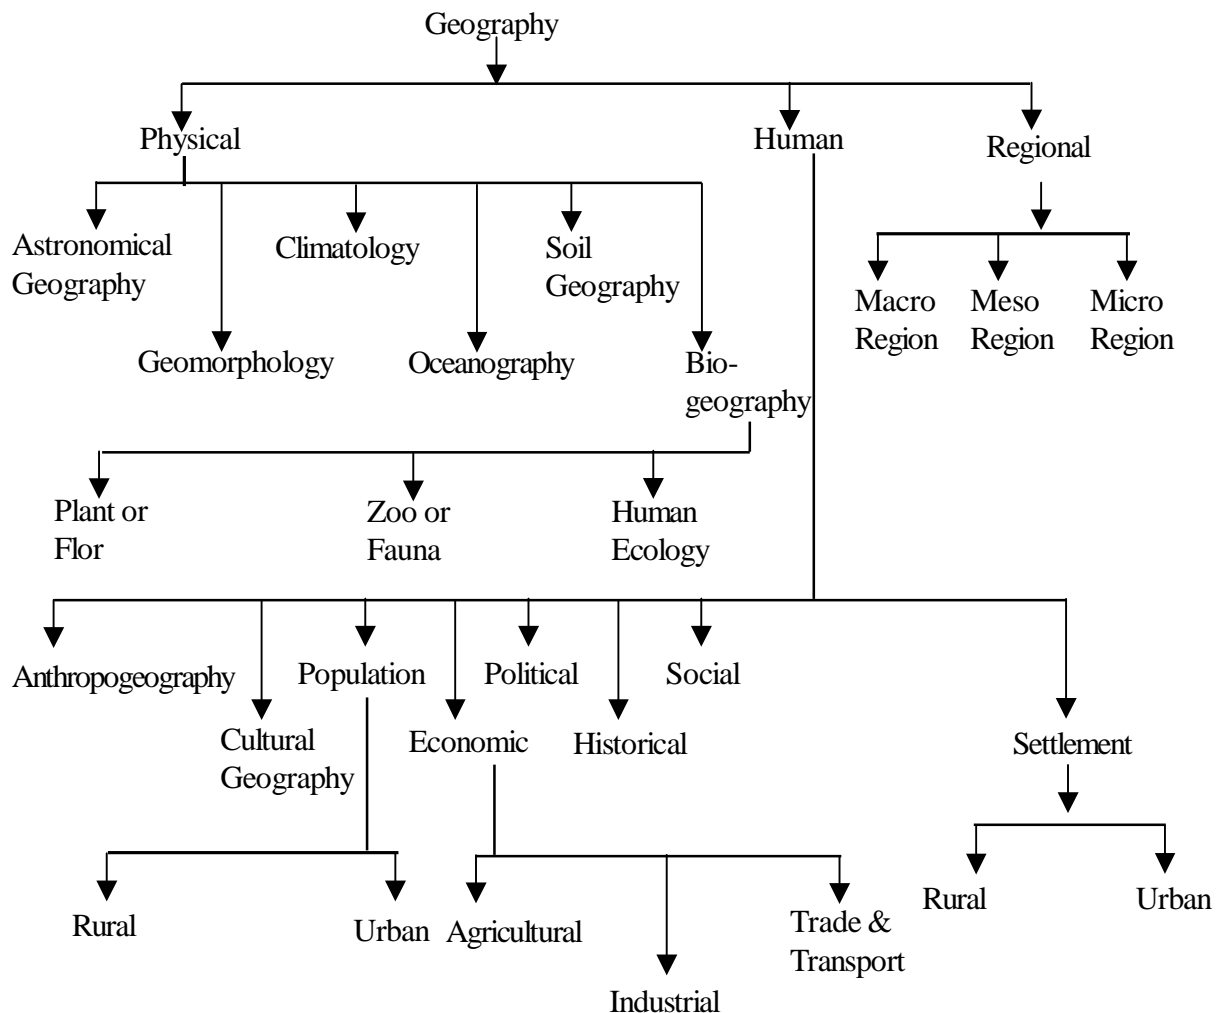 Geography
Physical
Human
Regional
Astronomical
Geography
Climatology
Soil
Geography
Macro
Region
Meso
Region
Micro
Region
Geomorphology
Oceanography
Bio-
geography
Plant or
Flor
Zoo or
Fauna
Human
Ecology
Anthropogeography
Population
Political
Social
Cultural
Geography
Economic
Historical
Settlement
Rural
Urban
Agricultural
Industrial
Trade &
Transport
Rural
Urban